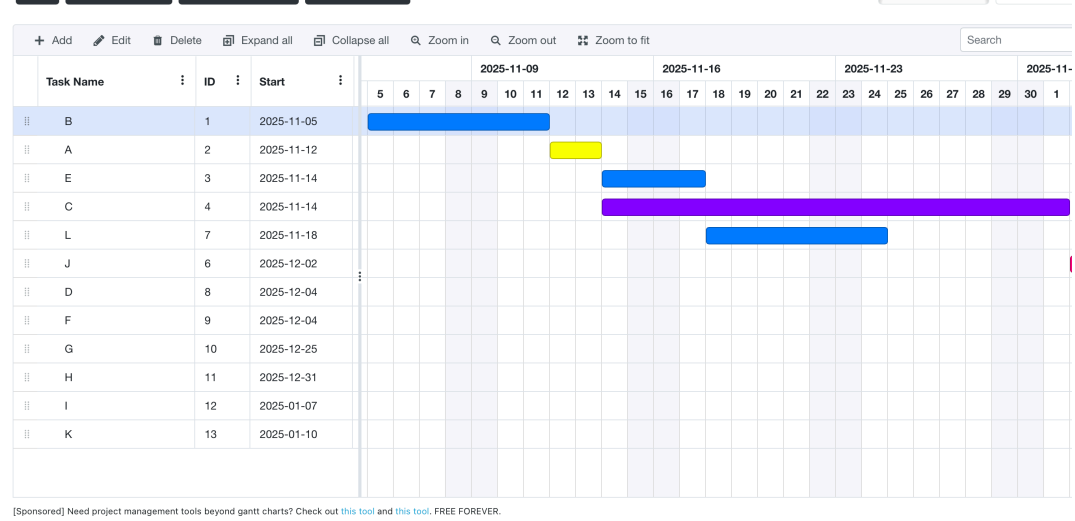 Add Edit Delete Expand all Collapse all Zoom in Zoom out Zoom to fit Search
Task Name ID Start
2025-11-09 2025-11-16 2025-11-23 2025-11-
5 6 7 8 9 10 11 12 13 14 15 16 17 18 19 20 21 22 23 24 25 26 27 28 29 30 1
B 1 2025-11-05
A 2 2025-11-12
E 3 2025-11-14
C 4 2025-11-14
L 7 2025-11-18
J 6 2025-12-02
D 8 2025-12-04
F 9 2025-12-04
G 10 2025-12-25
H 11 2025-12-31
I 12 2025-01-07
K 13 2025-01-10
[Sponsored] Need project management tools beyond gantt charts? Check out this tool and this tool. FREE FOREVER.